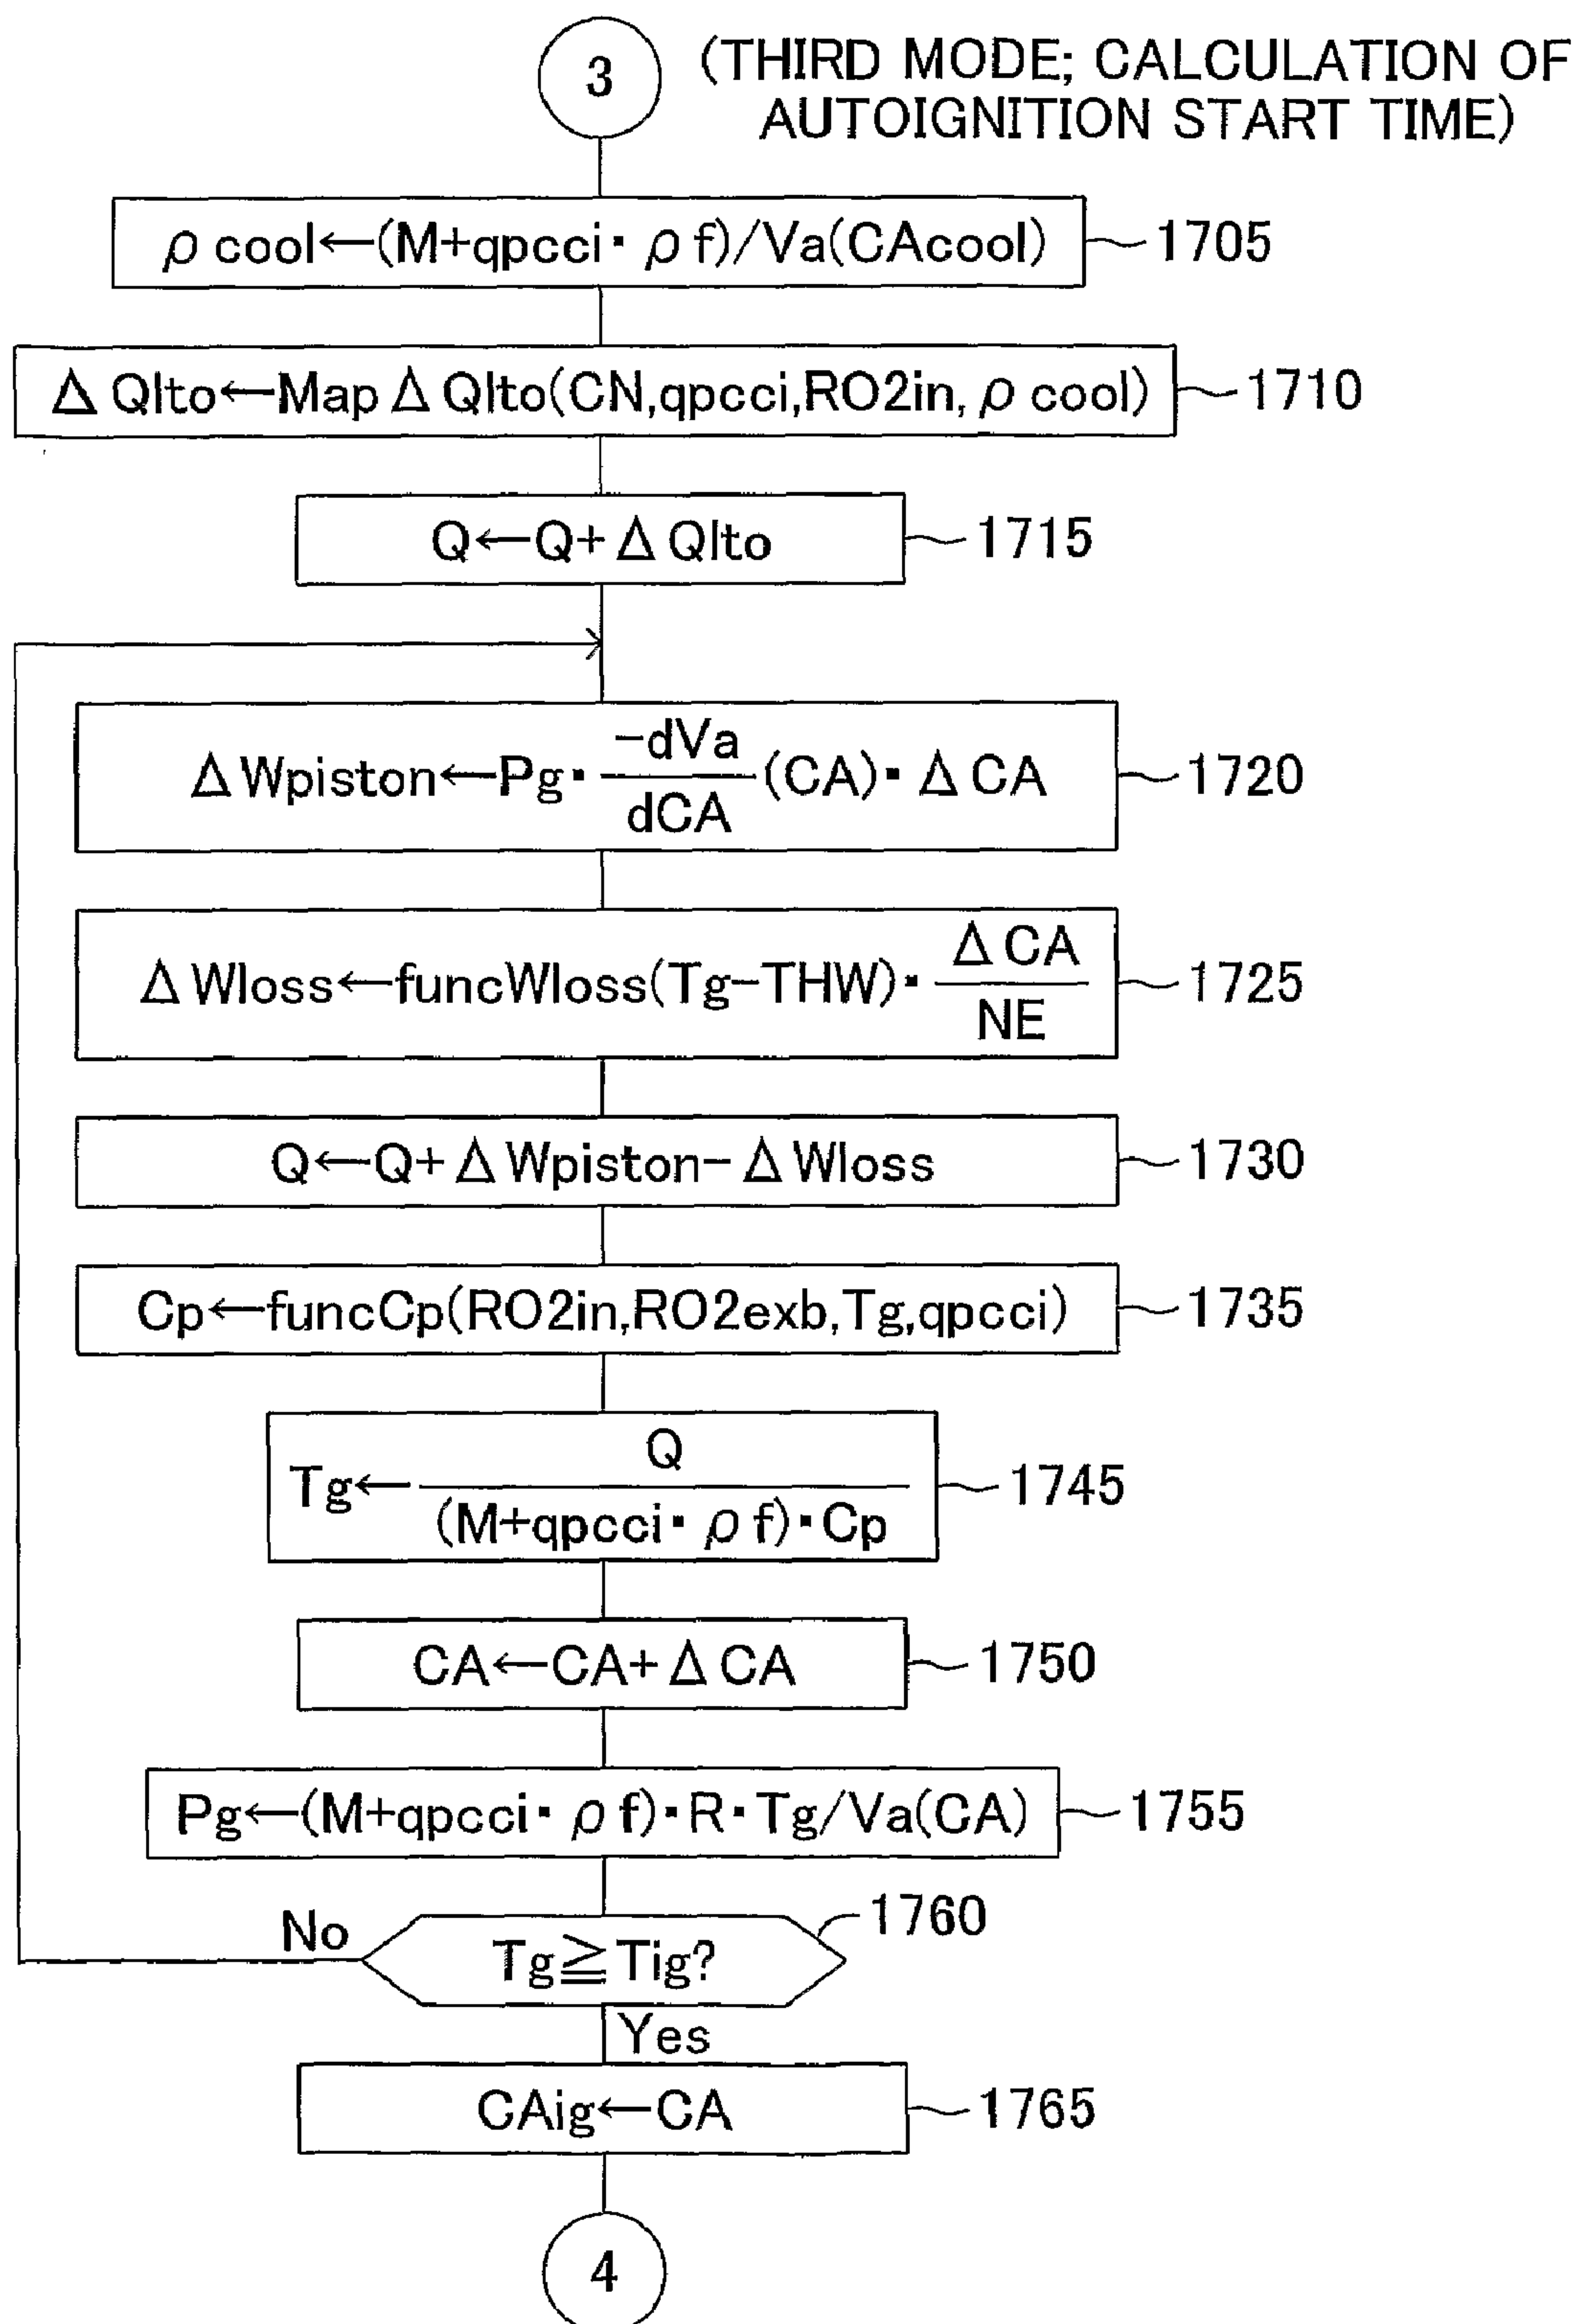 3
(THIRD MODE; CALCULATION OF
AUTOIGNITION START TIME)
ρcool←(M+qpcci·ρf)/Va(CAcool)
1705
ΔQlto←MapΔQlto(CN,qpcci,RO2in,ρcool)
1710
Q←Q+ΔQlto
1715
ΔWpiston←Pg·-dVa/dCA(CA)·ΔCA
1720
ΔWloss←funcWloss(Tg-THW)·ΔCA/NE
1725
Q←Q+ΔWpiston-ΔWloss
1730
Cp←funcCp(RO2in,RO2exb,Tg,qpcci)
1735
Tg←Q/(M+qpcci·ρf)·Cp
1745
CA←CA+ΔCA
1750
Pg←(M+qpcci·ρf)·R·Tg/Va(CA)
1755
1760
No
Tg≧Tig?
Yes
CAig←CA
1765
4